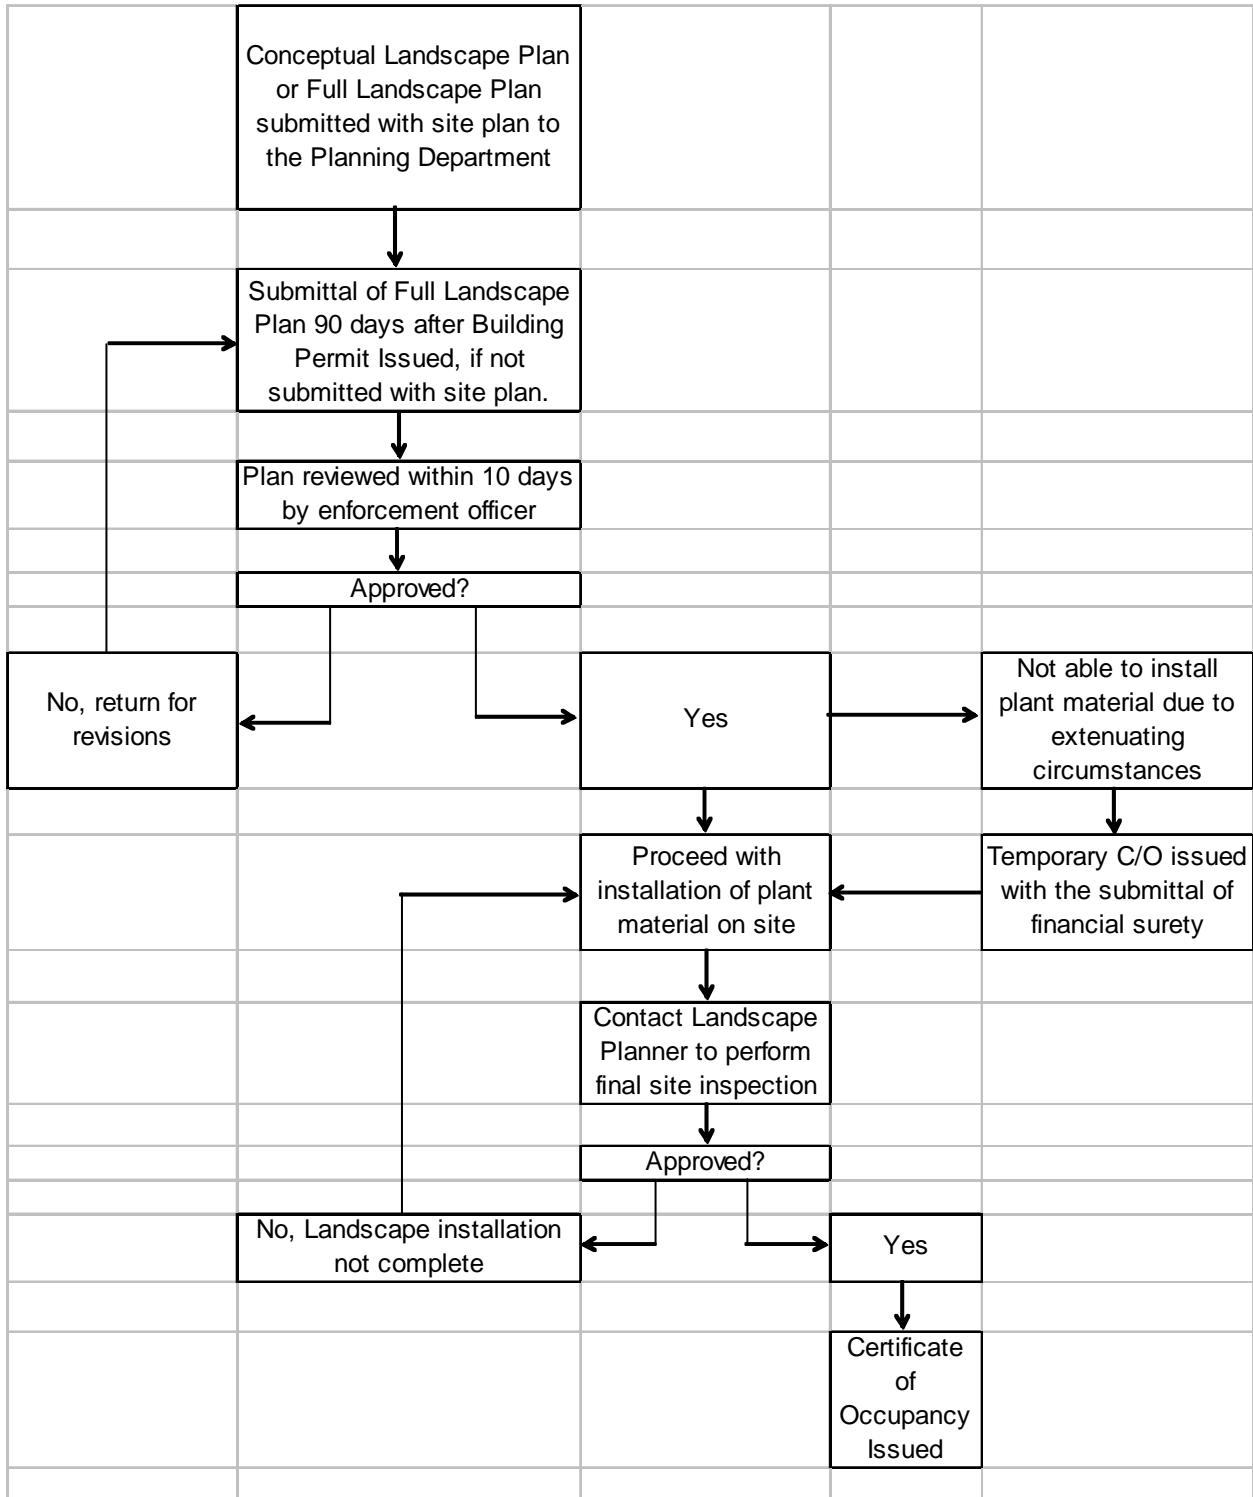 Conceptual Landscape Plan
or Full Landscape Plan
submitted with site plan to
the Planning Department
Submittal of Full Landscape
Plan 90 days after Building
Permit Issued, if not
submitted with site plan.
Plan reviewed within 10 days
by enforcement officer
Approved?
No, return for
revisions
Yes
Not able to install
plant material due to
extenuating
circumstances
Proceed with
installation of plant
material on site
Temporary C/O issued
with the submittal of
financial surety
Contact Landscape
Planner to perform
final site inspection
Approved?
No, Landscape installation
not complete
Yes
Certificate
of
Occupancy
Issued